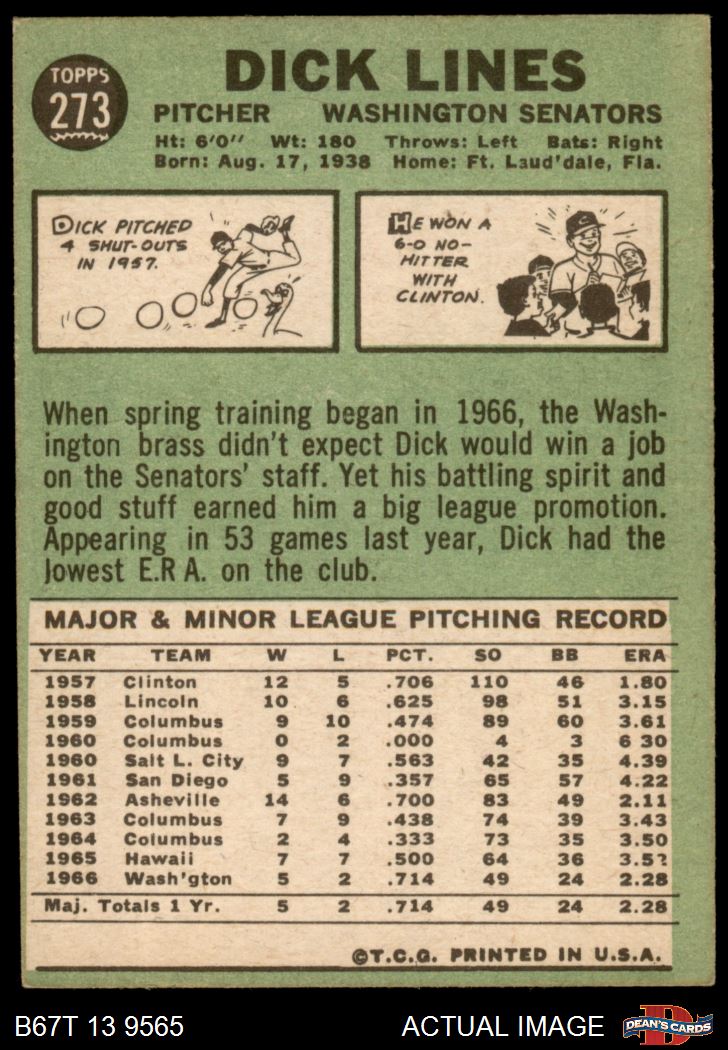 TOPPS
273
DICK LINES
PITCHER WASHINGTON SENATORS
Ht: 6'0" Wt: 180 Throws: Left Bats: Right
Born: Aug. 17, 1938 Home: Ft. Laud'dale, Fla.
DICK PITCHED
4 SHUT-OUTS
IN 1957.
HE WON A
6-0 NO-
HITTER
WITH
CLINTON.
When spring training began in 1966, the Wash-
ington brass didn't expect Dick would win a job
on the Senators' staff. Yet his battling spirit and
good stuff earned him a big league promotion.
Appearing in 53 games last year, Dick had the
lowest E.R A. on the club.
MAJOR & MINOR LEAGUE PITCHING RECORD
YEAR TEAM W L PCT. SO BB ERA
1957 Clinton 12 5 .706 110 46 1.80
1958 Lincoln 10 6 .625 98 51 3.15
1959 Columbus 9 10 .474 89 60 3.61
1960 Columbus 0 2 .000 4 3 6 30
1960 Salt L. City 9 7 .563 42 35 4.39
1961 San Diego 5 9 .357 65 57 4.22
1962 Asheville 14 6 .700 83 49 2.11
1963 Columbus 7 9 .438 74 39 3.43
1964 Columbus 2 4 .333 73 35 3.50
1965 Hawaii 7 7 .500 64 36
1966 Wash'gton 5 2 .714 49 24 2.28
Maj. Totals 1 Yr. 5 2 .714 49 24 2.28
©T.C.G. PRINTED IN U.S.A.
B67T 13 9565 ACTUAL IMAGE
DEAN'S CARDS